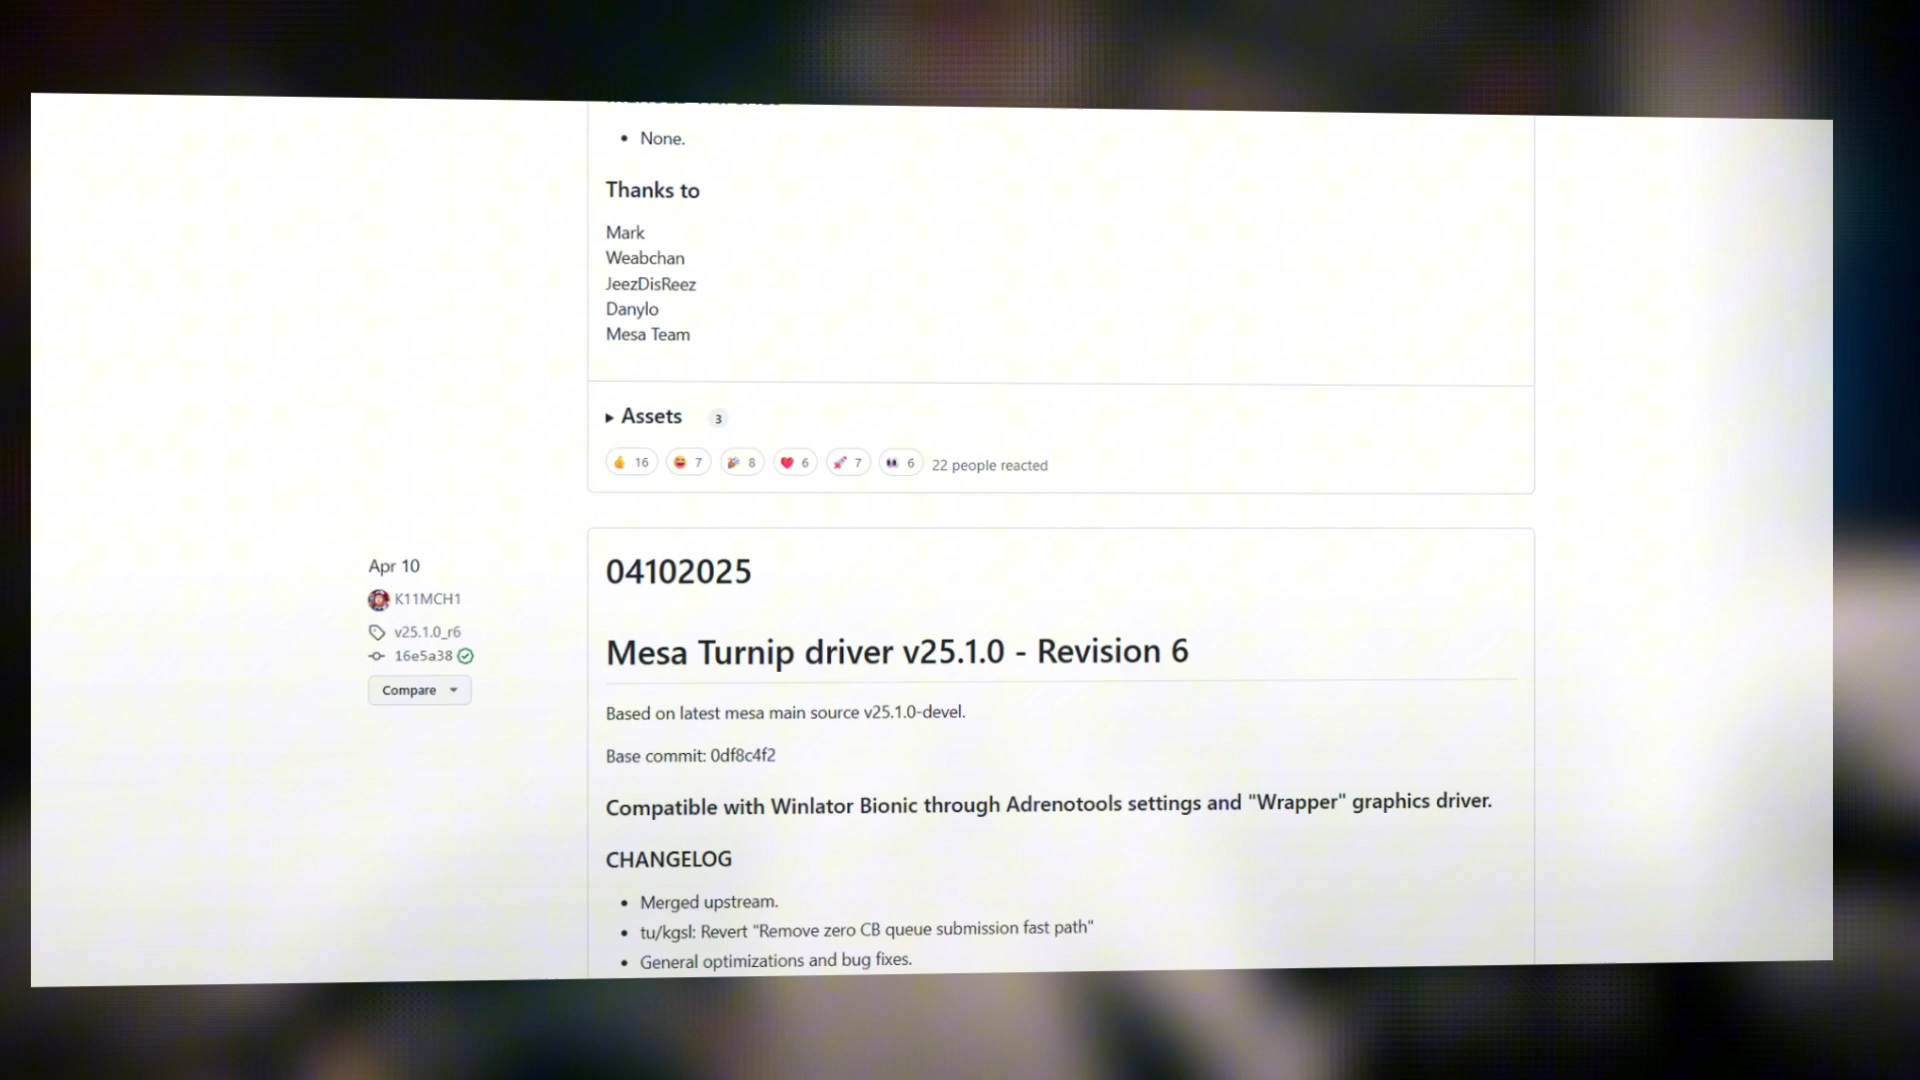 None.
Thanks to
Mark
Weabchan
JeezDisReez
Danylo
Mesa Team
Assets 3
16 7 8 6 7 6 22 people reacted
Apr 10
K11MCH1
v25.1.0_r6
16e5a38
Compare
04102025
Mesa Turnip driver v25.1.0 - Revision 6
Based on latest mesa main source v25.1.0-devel.
Base commit: 0df8c4f2
Compatible with Winlator Bionic through Adrenotools settings and "Wrapper" graphics driver.
CHANGELOG
Merged upstream.
tu/kgsl: Revert "Remove zero CB queue submission fast path"
General optimizations and bug fixes.